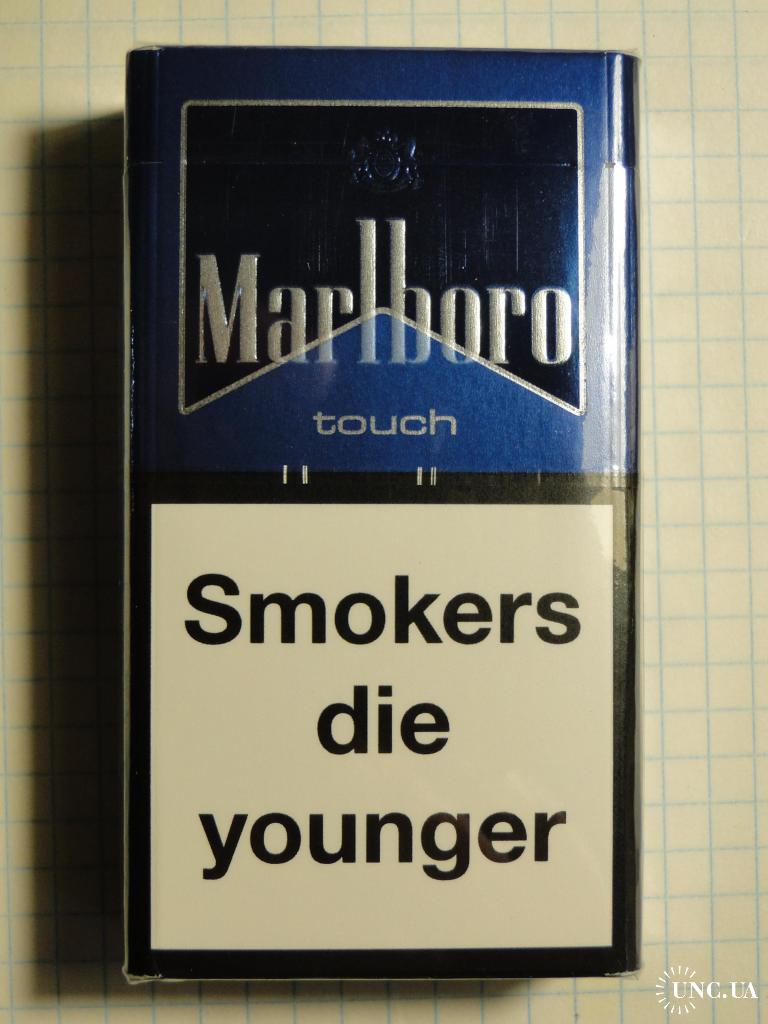 Marlboro
touch
Smokers
die
younger
UNC.UA